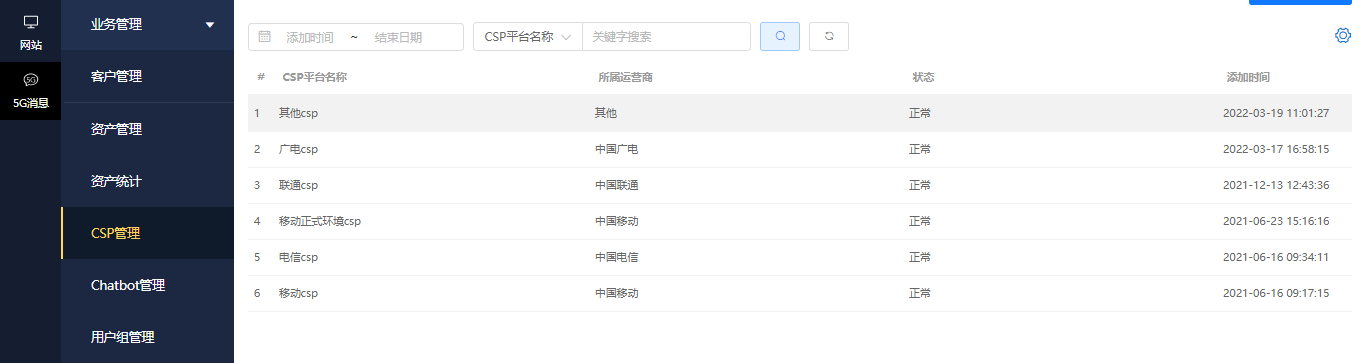 网站
5G
5G消息
业务管理
客户管理
资产管理
资产统计
CSP管理
Chatbot管理
用户组管理
添加时间 ~ 结束日期 CSP平台名称 关键字搜索
# CSP平台名称 所属运营商 状态 添加时间
1 其他csp 其他 正常 2022-03-19 11:01:27
2 广电csp 中国广电 正常 2022-03-17 16:58:15
3 联通csp 中国联通 正常 2021-12-13 12:43:36
4 移动正式环境csp 中国移动 正常 2021-06-23 15:16:16
5 电信csp 中国电信 正常 2021-06-16 09:34:11
6 移动csp 中国移动 正常 2021-06-16 09:17:15